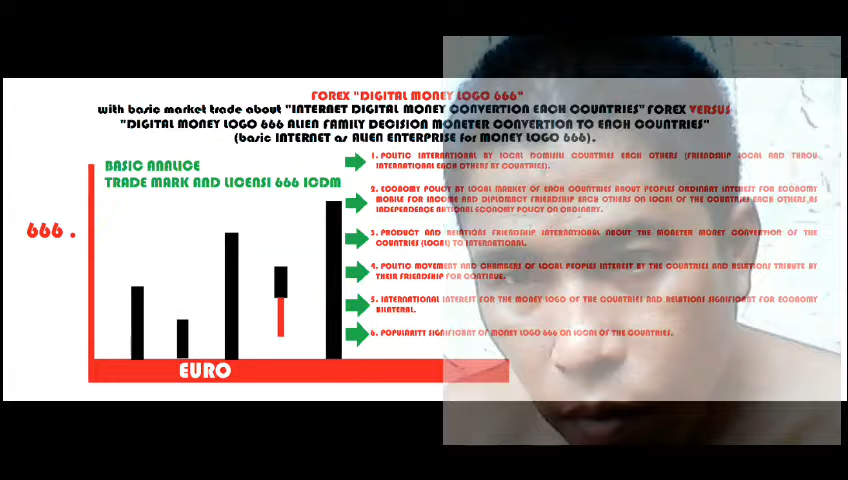 FOREX "DIGITAL MONEY LOGO 666"
with basic market trade about "INTERNET DIGITAL MONEY CONVERTION EACH COUNTRIES" FOREX VERSUS
"DIGITAL MONEY LOGO 666 ALIEN FAMILY DECISION MONETER CONVERTION TO EACH COUNTRIES"
(basic INTERNET as ALIEN ENTERPRISE for MONEY LOGO 666).
BASIC ANALICE
TRADE MARK AND LICENSI 666 ICDM
666 .
EURO
1. POLITIC INTERNATIONAL BY LOCAL DOMISILI COUNTRIES EACH OTHERS (FRIENDSHIP LOCAL AND THROU
INTERNATIONAL EACH OTHERS BY COUNTRIES).
2. ECONOMY POLICY BY LOCAL MARKET OF EACH COUNTRIES ABOUT PEOPLES ORDINARY INTEREST FOR ECONOMY
MOBILE FOR INCOME AND DIPLOMACY FRIENDSHIP EACH OTHERS ON LOCAL OF THE COUNTRIES EACH OTHERS,AS
INDEPENDENCE NATIONAL ECONOMY POLICY ON ORDINARY.
3. PRODUCT AND RELATIONS FRIENDSHIP INTERNATIONAL ABOUT THE MONETER MONEY CONVERTION OF THE
COUNTRIES (LOCAL) TO INTERNATIONAL.
4. POLITIC MOVEMENT AND CHAMBERS OF LOCAL PEOPLES INTEREST BY THE COUNTRIES AND RELATIONS TRIBUTE BY
THEIR FRIENDSHIP FOR CONTINUE.
5. INTERNATIONAL INTEREST FOR THE MONEY LOGO OF THE COUNTRIES AND RELATIONS SIGNIFICANT FOR ECONOMY
BILATERAL.
6. POPULARITY SIGNIFICANT OF MONEY LOGO 666 ON LOCAL OF THE COUNTRIES.